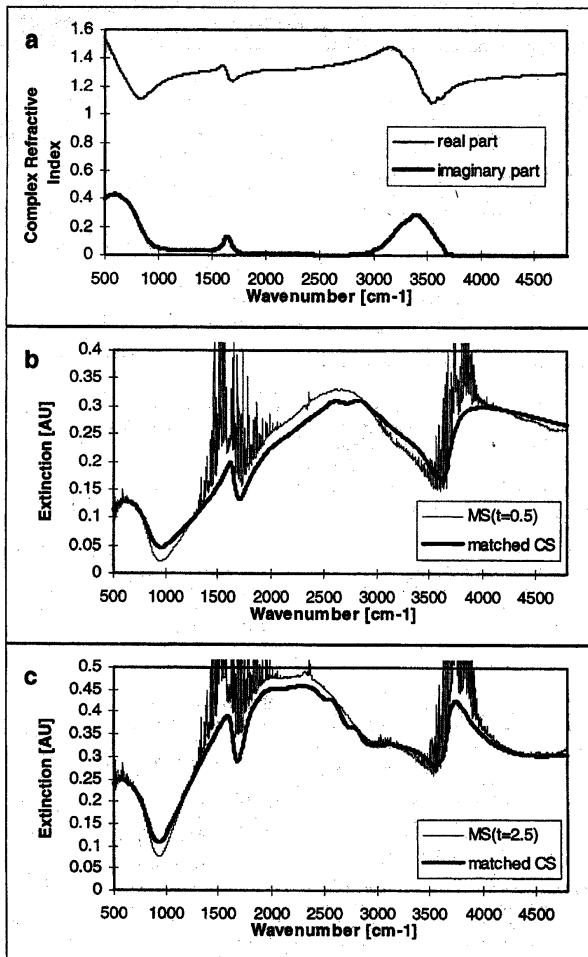 a
1.6
1.4
1.2
1
0.8
0.6
0.4
0.2
0
Complex Refractive
Index
real part
imaginary part
500 1000 1500 2000 2500 3000 3500 4000 4500
Wavenumber [cm-1]
b
0.4
0.35
0.3
0.25
0.2
0.15
0.1
0.05
0
Extinction [AU]
MS(t=0.5)
matched CS
500 1000 1500 2000 2500 3000 3500 4000 4500
Wavenumber [cm-1]
c
0.5
0.45
0.4
0.35
0.3
0.25
0.2
0.15
0.1
0.05
0
Extinction [AU]
MS(t=2.5)
matched CS
500 1000 1500 2000 2500 3000 3500 4000 4500
Wavenumber [cm-1]